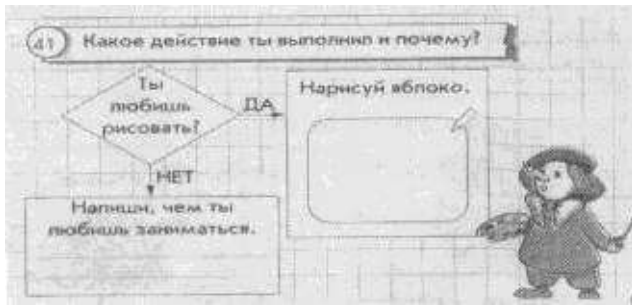 41 Какое действие ты выполнил и почему?
Ты
любишь
рисовать?
ДА
Нарисуй яблоко.
НЕТ
Напиши, чем ты
любишь заниматься.